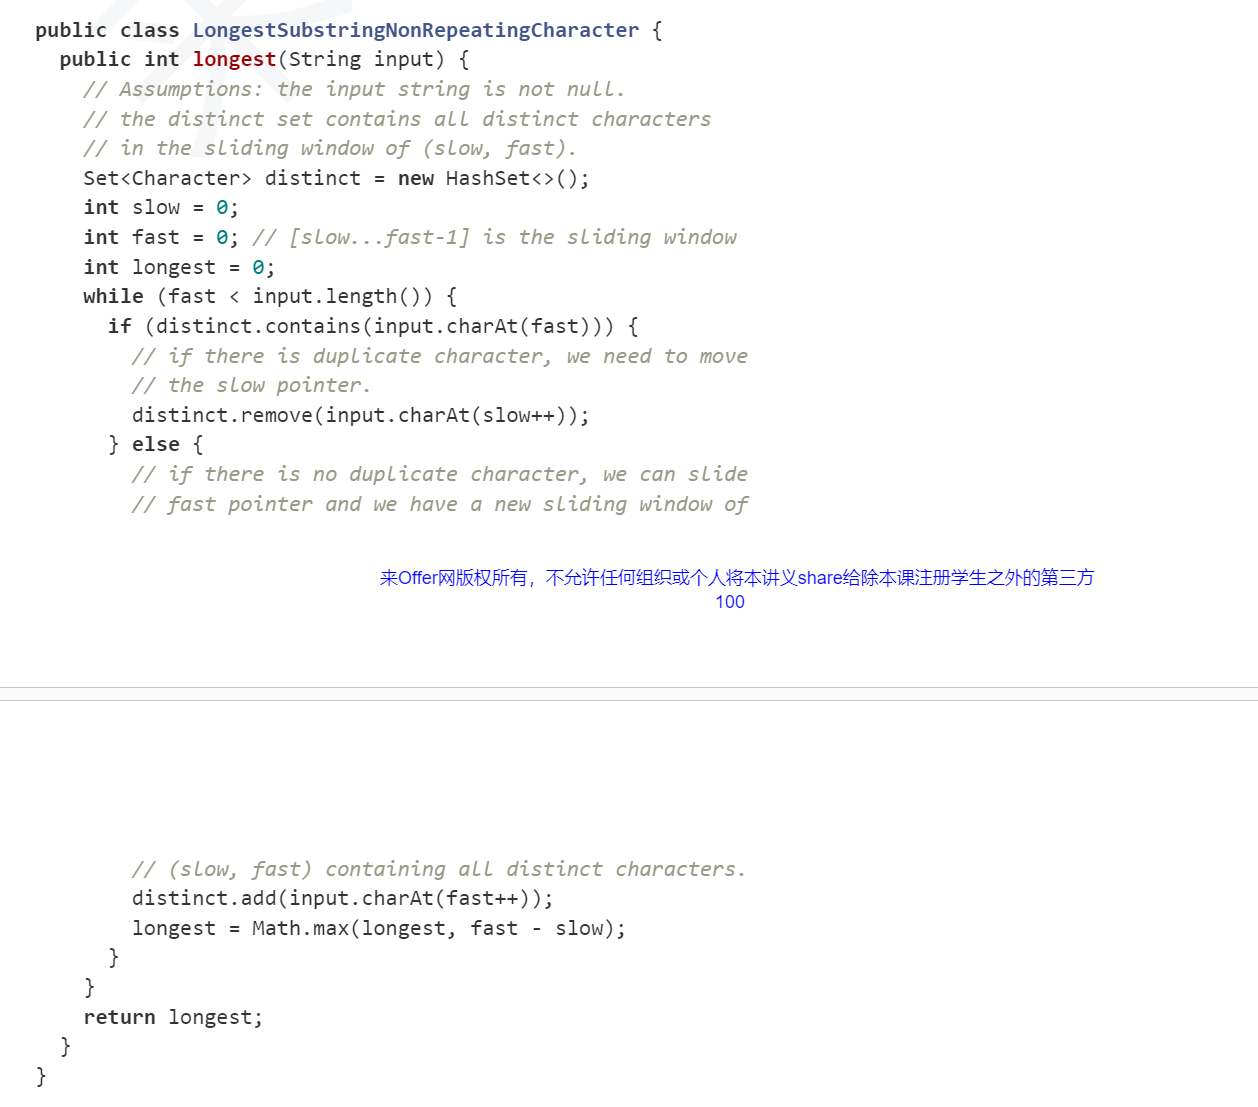 public class LongestSubstringNonRepeatingCharacter {
  public int longest(String input) {
    // Assumptions: the input string is not null.
    // the distinct set contains all distinct characters
    // in the sliding window of (slow, fast).
    Set<Character> distinct = new HashSet<>();
    int slow = 0;
    int fast = 0; // [slow...fast-1] is the sliding window
    int longest = 0;
    while (fast < input.length()) {
      if (distinct.contains(input.charAt(fast))) {
        // if there is duplicate character, we need to move
        // the slow pointer.
        distinct.remove(input.charAt(slow++));
      } else {
        // if there is no duplicate character, we can slide
        // fast pointer and we have a new sliding window of
来Offer网版权所有，不允许任何组织或个人将本讲义share给除本课注册学生之外的第三方
100
        // (slow, fast) containing all distinct characters.
        distinct.add(input.charAt(fast++));
        longest = Math.max(longest, fast - slow);
      }
    }
    return longest;
  }
}